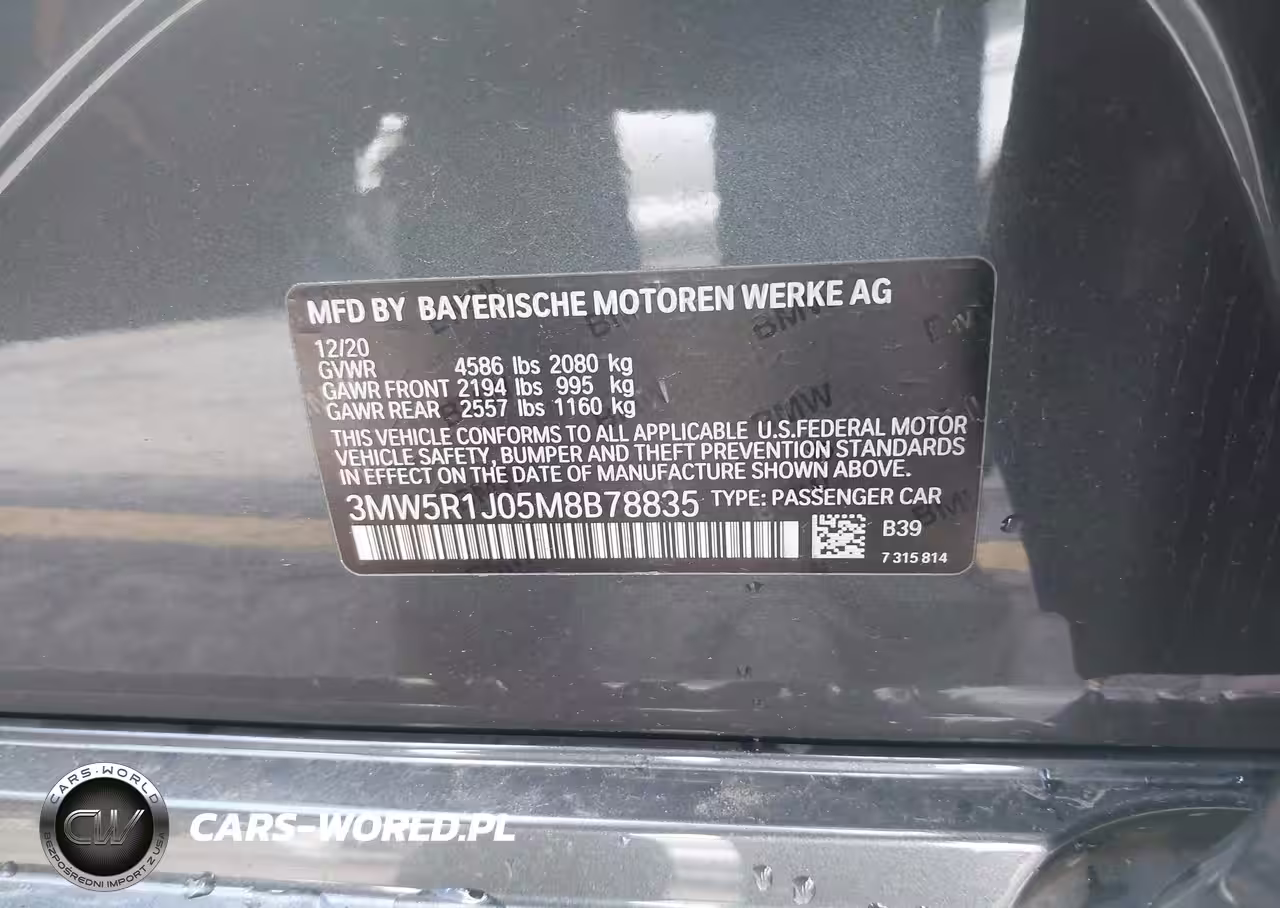 MFD BY BAYERISCHE MOTOREN WERKE AG
12/20
GVWR 4586 lbs 2080 kg
GAWR FRONT 2194 lbs 995 kg
GAWR REAR 2557 lbs 1160 kg
THIS VEHICLE CONFORMS TO ALL APPLICABLE U.S.FEDERAL MOTOR
VEHICLE SAFETY, BUMPER AND THEFT PREVENTION STANDARDS
IN EFFECT ON THE DATE OF MANUFACTURE SHOWN ABOVE.
3MW5R1J05M8B78835 TYPE: PASSENGER CAR
B39
7 315 814
BMW
BMW
BMW
CARS-WORLD
CW
BEZPOŚREDNI IMPORT Z USA
CARS-WORLD.PL